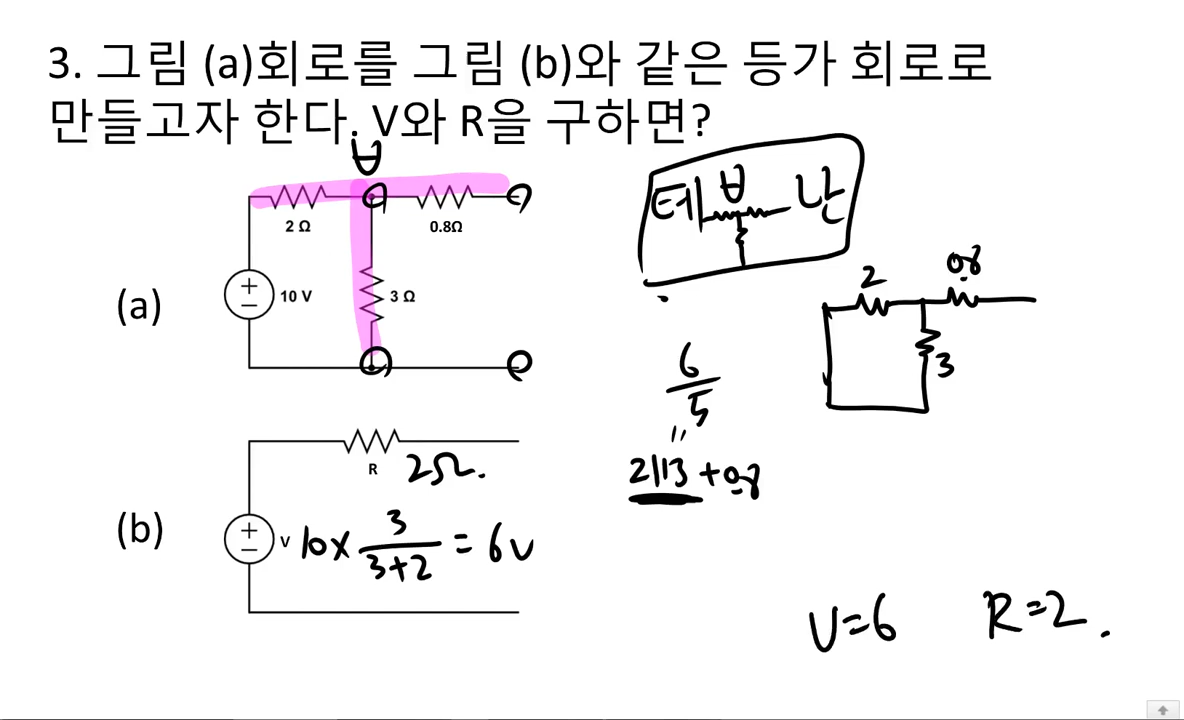 3. 그림 (a)회로를 그림 (b)와 같은 등가 회로로
만들고자 한다. V와 R을 구하면?
2 Ω
0.8Ω
(a)
10 V
3 Ω
테브난
2
0.8
3
6
5
"
2||3 + 0.8
R
2Ω.
(b)
V
10 × 3 / 3+2 = 6V
V=6 R=2.